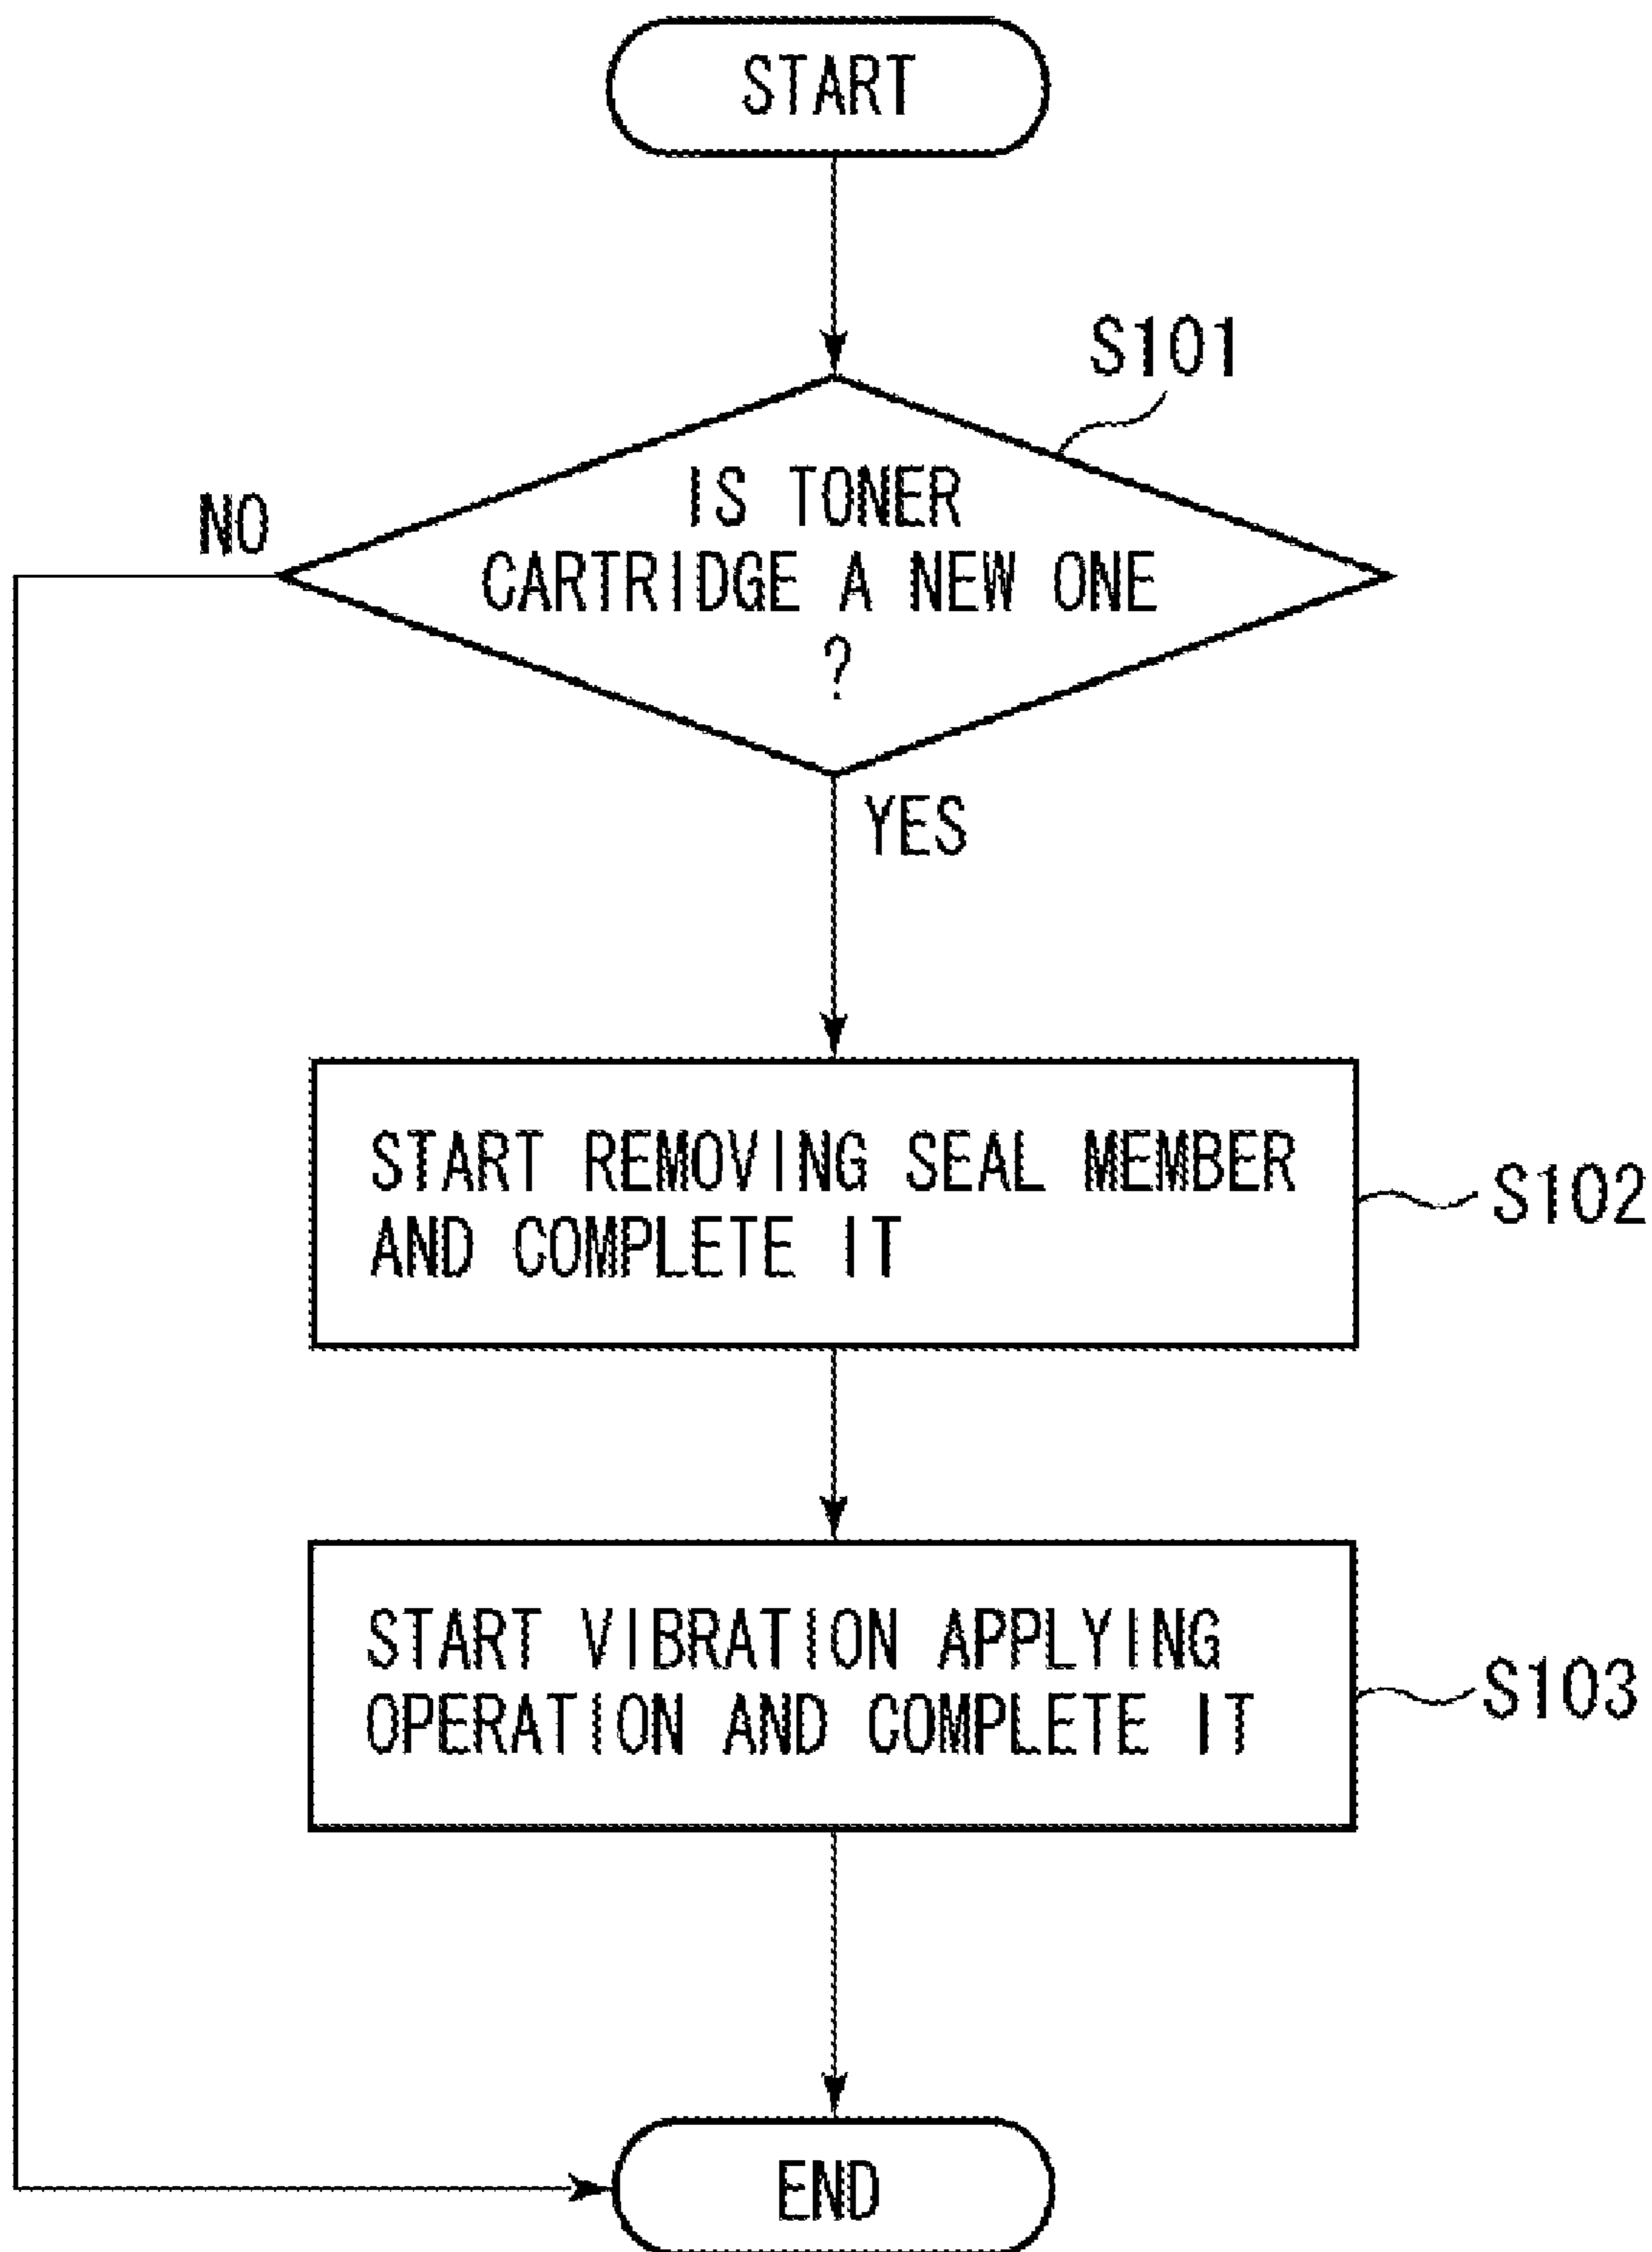 START
S101
IS TONER
CARTRIDGE A NEW ONE
?
NO
YES
START REMOVING SEAL MEMBER
AND COMPLETE IT
S102
START VIBRATION APPLYING
OPERATION AND COMPLETE IT
S103
END